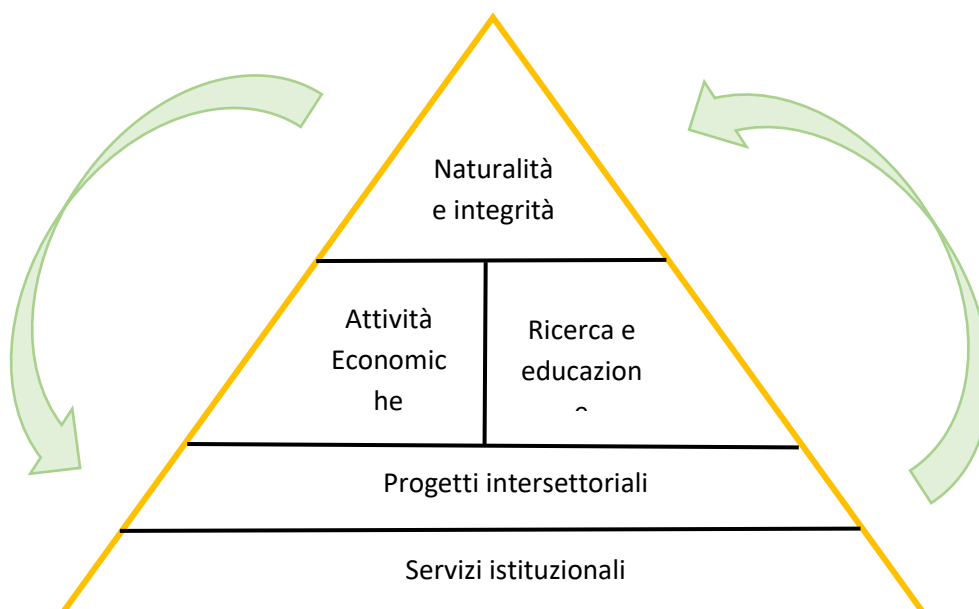 Naturalità
e integrità
Attività
Economic
he
Ricerca e
educazion
Progetti intersettoriali
Servizi istituzionali